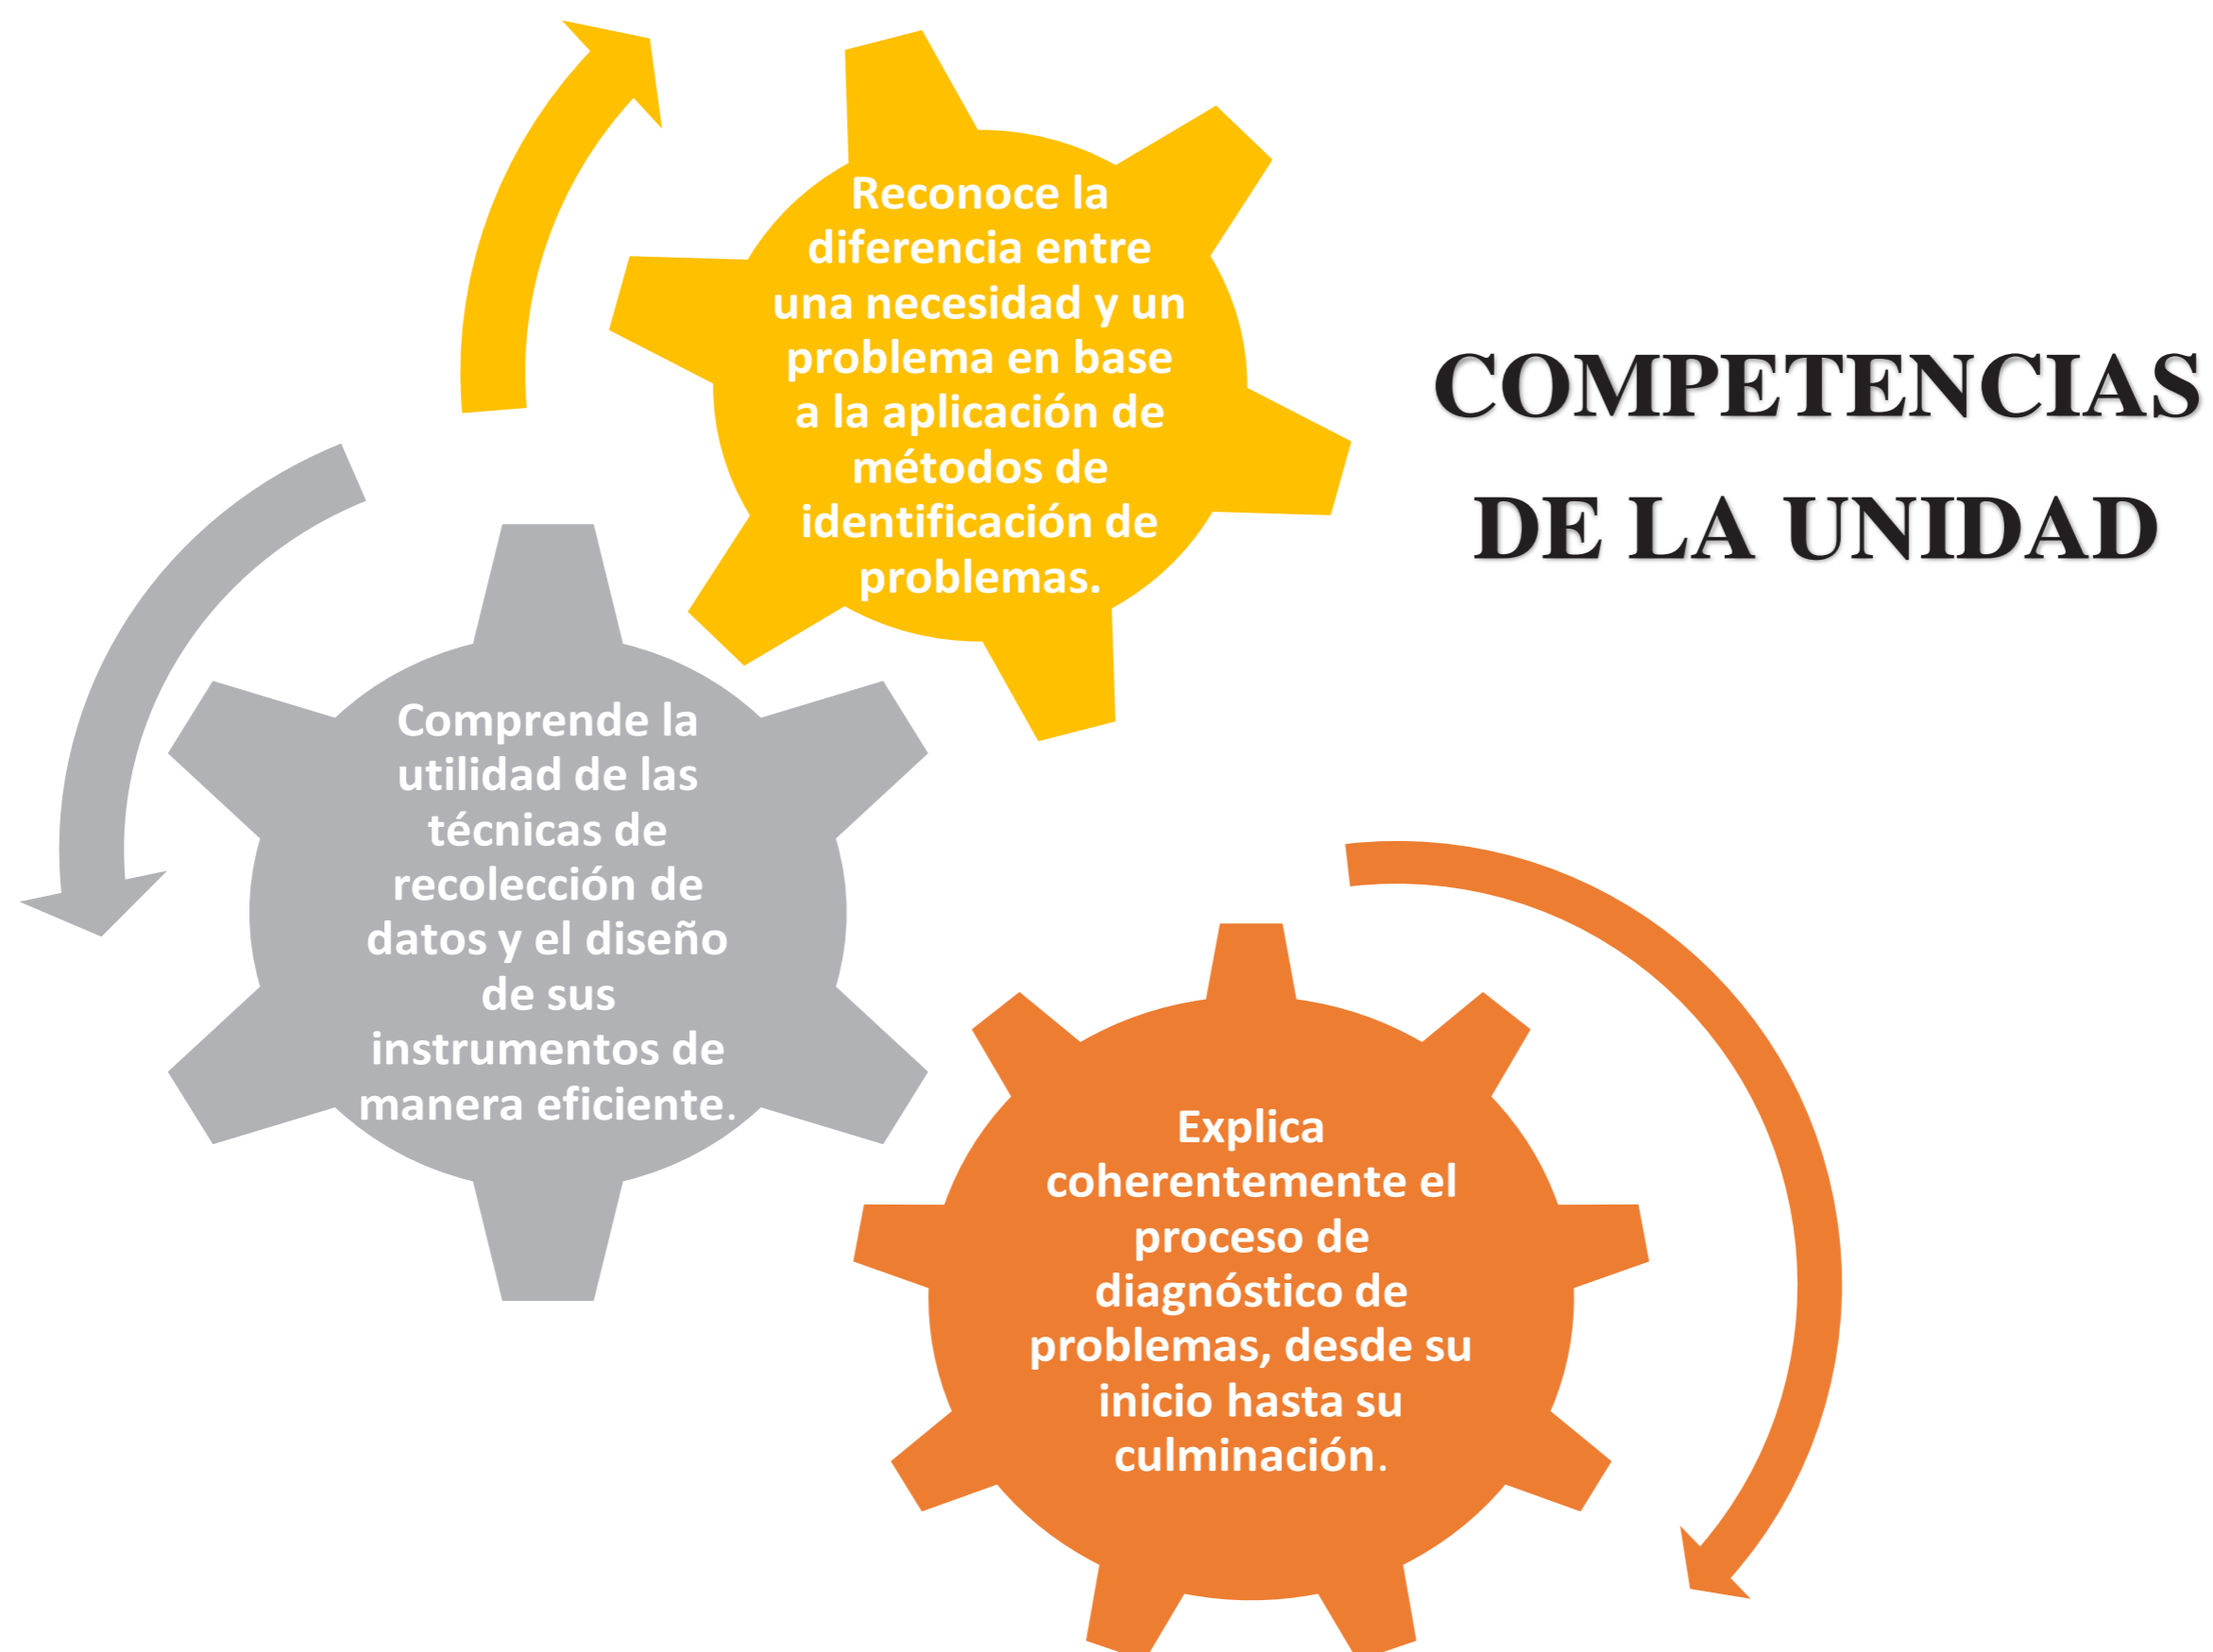 COMPETENCIAS
DE LA UNIDAD
Reconoce la
diferencia entre
una necesidad y un
problema en base
a la aplicación de
métodos de
identificación de
problemas.
Comprende la
utilidad de las
técnicas de
recolección de
datos y el diseño
de sus
instrumentos de
manera eficiente.
Explica
coherentemente el
proceso de
diagnóstico de
problemas, desde su
inicio hasta su
culminación.